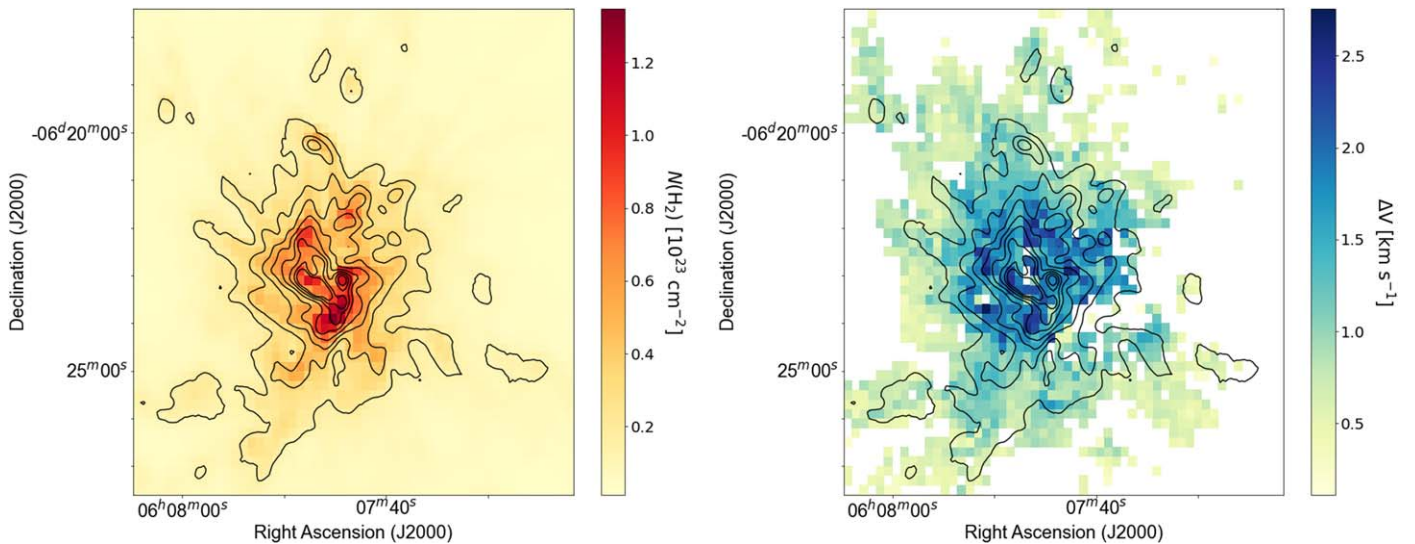 -06ᵈ20ᵐ00ˢ
25ᵐ00ˢ
Declination (J2000)
06ʰ08ᵐ00ˢ
07ᵐ40ˢ
Right Ascension (J2000)
1.2
1.0
0.8
0.6
0.4
0.2
N(H₂) [10²³ cm⁻²]
-06ᵈ20ᵐ00ˢ
25ᵐ00ˢ
Declination (J2000)
06ʰ08ᵐ00ˢ
07ᵐ40ˢ
Right Ascension (J2000)
2.5
2.0
1.5
1.0
0.5
ΔV [km s⁻¹]